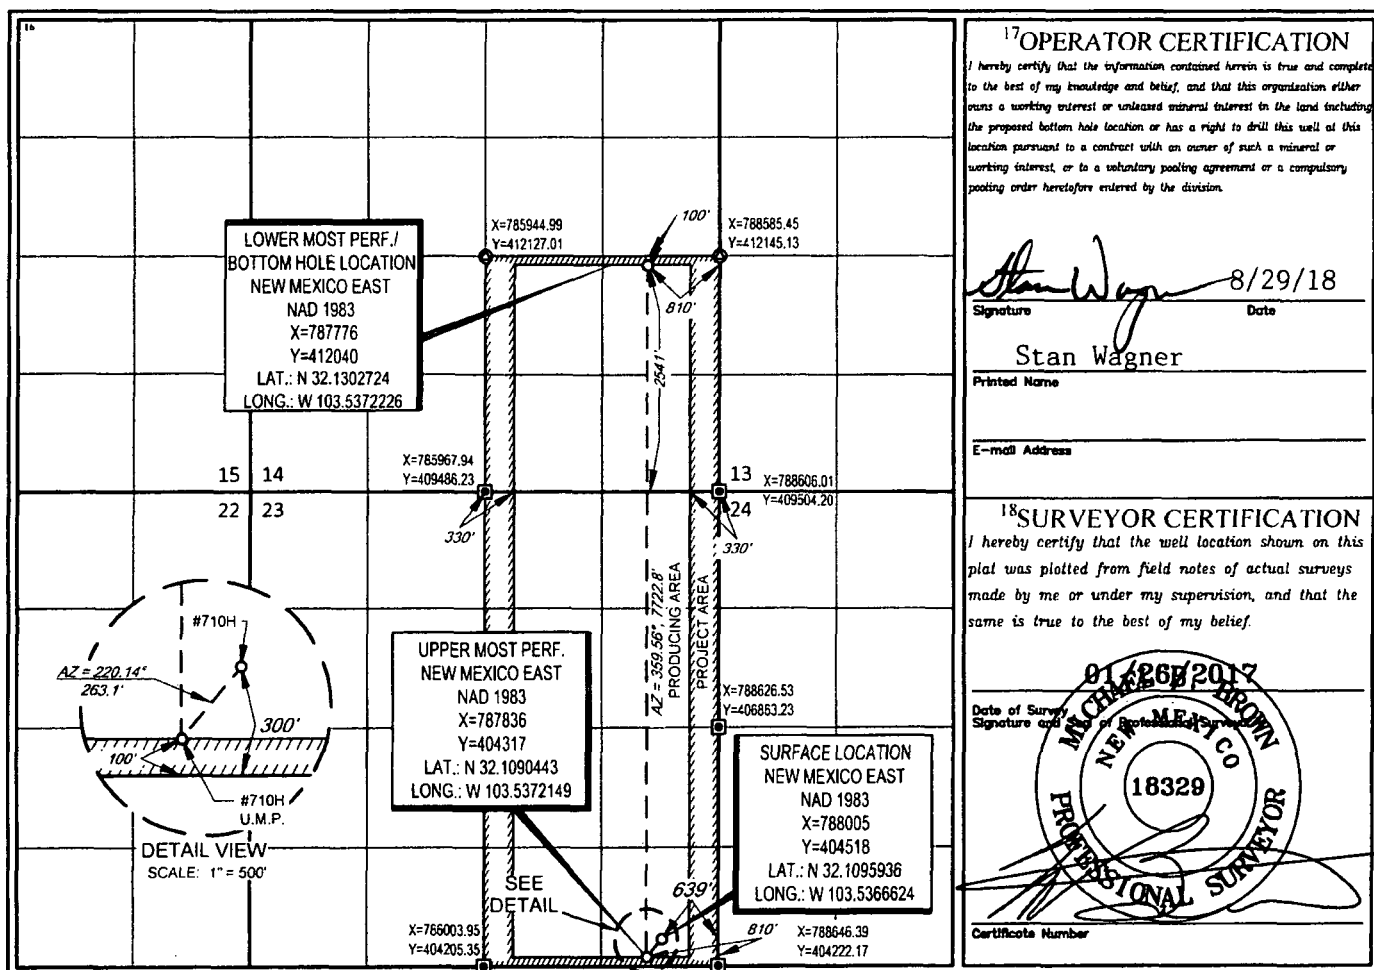 16
X=785944.99
Y=412127.01
100'
X=788585.45
Y=412145.13
LOWER MOST PERF./
BOTTOM HOLE LOCATION
NEW MEXICO EAST
NAD 1983
X=787776
Y=412040
LAT.: N 32.1302724
LONG.: W 103.5372226
810'
2541'
X=785967.94
Y=409486.23
15 14
22 23
13
24
X=788606.01
Y=409504.20
330'
330'
AZ = 359.56° 7722.8'
PRODUCING AREA
PROJECT AREA
#710H
AZ = 220.14°
263.1'
300'
100'
#710H
U.M.P.
DETAIL VIEW
SCALE: 1" = 500'
UPPER MOST PERF.
NEW MEXICO EAST
NAD 1983
X=787836
Y=404317
LAT.: N 32.1090443
LONG.: W 103.5372149
X=788626.53
Y=406863.23
SURFACE LOCATION
NEW MEXICO EAST
NAD 1983
X=788005
Y=404518
LAT.: N 32.1095936
LONG.: W 103.5366624
SEE
DETAIL
639'
810'
X=786003.95
Y=404205.35
X=788646.39
Y=404222.17
17 OPERATOR CERTIFICATION
I hereby certify that the information contained herein is true and complete
to the best of my knowledge and belief, and that this organization either
owns a working interest or unleased mineral interest in the land including
the proposed bottom hole location or has a right to drill this well at this
location pursuant to a contract with an owner of such a mineral or
working interest, or to a voluntary pooling agreement or a compulsory
pooling order heretofore entered by the division.
Stan Wagner 8/29/18
Signature Date
Stan Wagner
Printed Name
E-mail Address
18 SURVEYOR CERTIFICATION
I hereby certify that the well location shown on this
plat was plotted from field notes of actual surveys
made by me or under my supervision, and that the
same is true to the best of my belief.
01/26/2017
Date of Survey
Signature and Seal of Professional Surveyor
MICHAEL B. BROWN
NEW MEXICO
18329
PROFESSIONAL SURVEYOR
Certificate Number